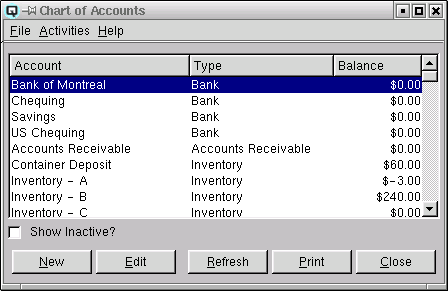 Q Chart of Accounts
File Activities Help
Account Type Balance
Bank of Montreal Bank $0.00
Chequing Bank $0.00
Savings Bank $0.00
US Chequing Bank $0.00
Accounts Receivable Accounts Receivable $0.00
Container Deposit Inventory $60.00
Inventory - A Inventory $-3.00
Inventory - B Inventory $240.00
Inventory - C Inventory $0.00
Show Inactive?
New Edit Refresh Print Close